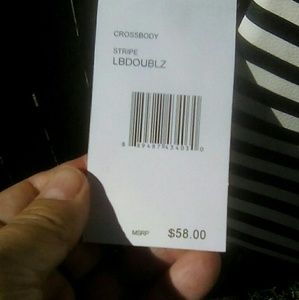 CROSSBODY
STRIPE
LBDOUBLZ
MSRP $58.00